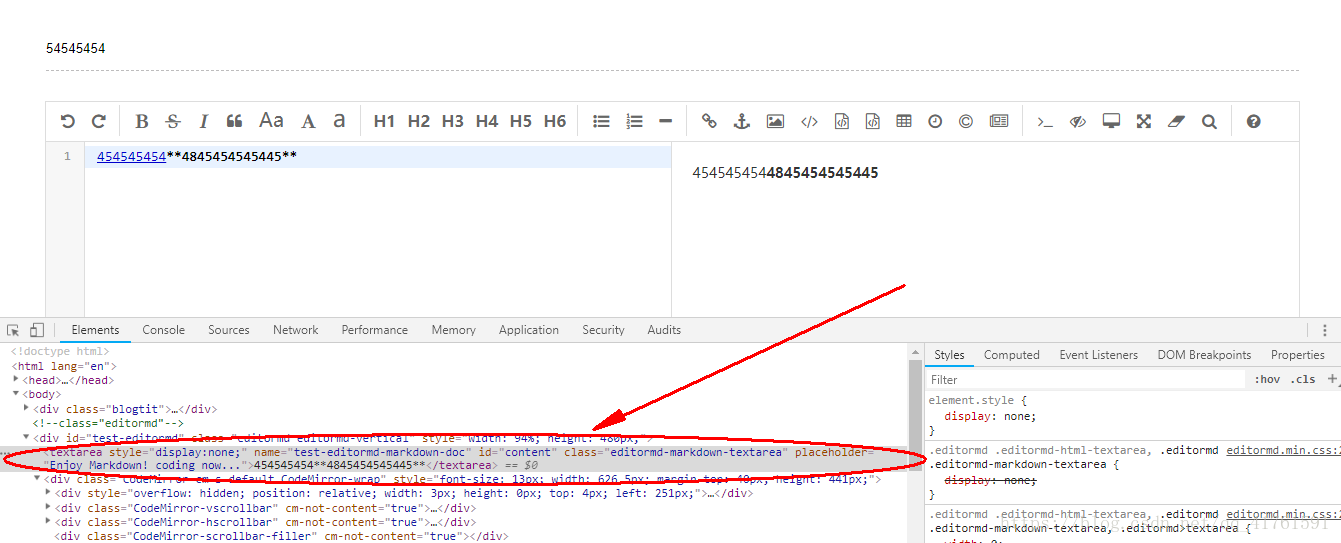 54545454
B S I Aa A a H1 H2 H3 H4 H5 H6
1 454545454**4845454545445**
4545454544845454545445
Elements Console Sources Network Performance Memory Application Security Audits
<!doctype html>
<html lang="en">
<head>…</head>
<body>
<div class="blogtit">…</div>
<!--class="editormd"-->
<div id="test-editormd" class="editormd editormd-vertical" style="width: 94%; height: 480px;">
<textarea style="display:none;" name="test-editormd-markdown-doc" id="content" class="editormd-markdown-textarea" placeholder=
"Enjoy Markdown! coding now...">454545454**4845454545445**</textarea> == $0
<div class="CodeMirror cm-s-default CodeMirror-wrap" style="font-size: 13px; width: 626.5px; margin-top: 40px; height: 441px;">
<div style="overflow: hidden; position: relative; width: 3px; height: 0px; top: 4px; left: 251px;">…</div>
<div class="CodeMirror-vscrollbar" cm-not-content="true">…</div>
<div class="CodeMirror-hscrollbar" cm-not-content="true">…</div>
<div class="CodeMirror-scrollbar-filler" cm-not-content="true"></div>
Styles Computed Event Listeners DOM Breakpoints Properties
Filter :hov .cls +
element.style {
display: none;
}
.editormd .editormd-html-textarea, .editormd editormd.min.css:2
.editormd-markdown-textarea {
display: none;
}
.editormd .editormd-html-textarea, .editormd editormd.min.css:2
.editormd-markdown-textarea, .editormd>textarea {
width: 0;